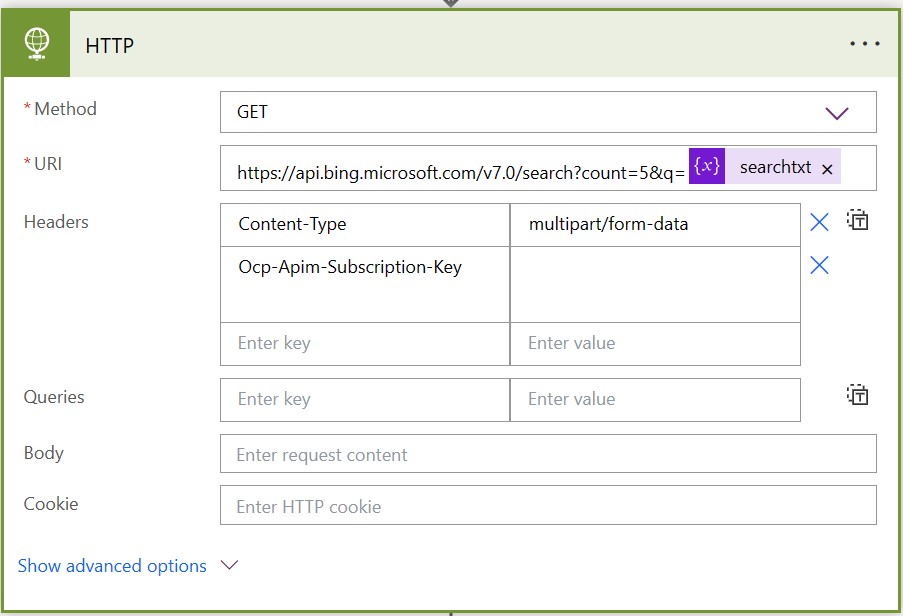 HTTP
* Method
GET
* URI
https://api.bing.microsoft.com/v7.0/search?count=5&q= {x} searchtxt ×
Headers
Content-Type multipart/form-data
Ocp-Apim-Subscription-Key
Enter key Enter value
Queries
Enter key Enter value
Body
Enter request content
Cookie
Enter HTTP cookie
Show advanced options